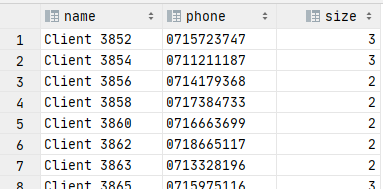 name phone size
1 Client 3852 0715723747 3
2 Client 3854 0711211187 3
3 Client 3856 0714179368 2
4 Client 3858 0717384733 2
5 Client 3860 0716663699 2
6 Client 3862 0718665117 2
7 Client 3863 0713328196 2
8 Client 3865 0715975116 3